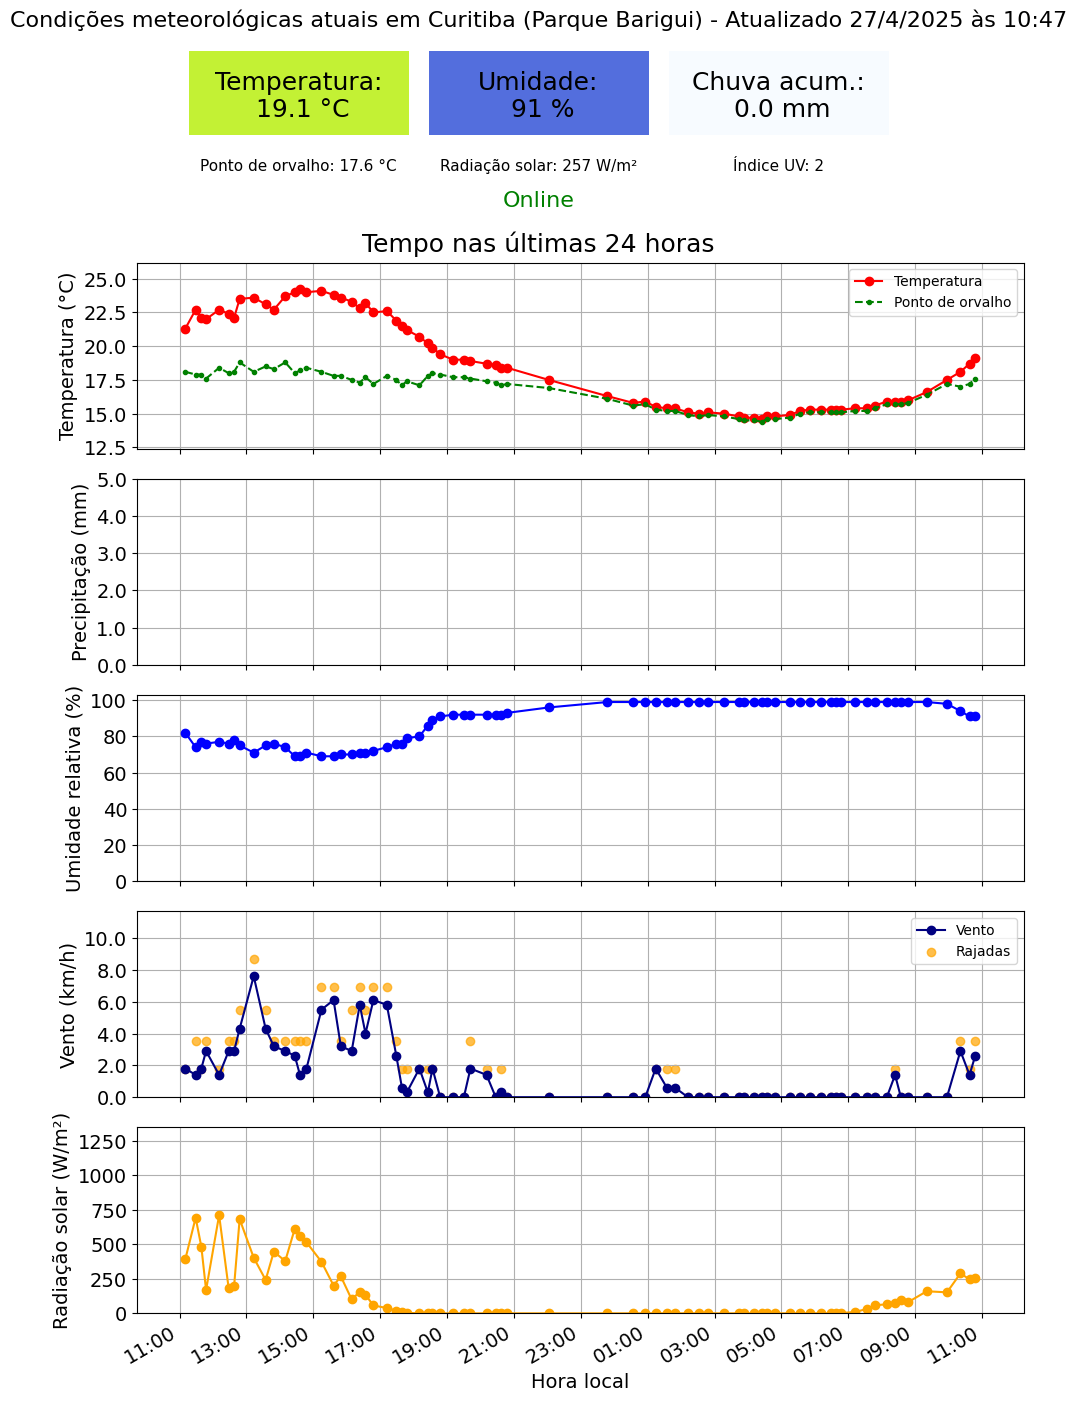 Condições meteorológicas atuais em Curitiba (Parque Barigui) - Atualizado 27/4/2025 às 10:47
Temperatura:
19.1 °C
Umidade:
91 %
Chuva acum.:
0.0 mm
Ponto de orvalho: 17.6 °C
Radiação solar: 257 W/m²
Índice UV: 2
Online
Tempo nas últimas 24 horas
Temperatura (°C)
25.0
22.5
20.0
17.5
15.0
12.5
Temperatura
Ponto de orvalho
Precipitação (mm)
5.0
4.0
3.0
2.0
1.0
0.0
Umidade relativa (%)
100
80
60
40
20
0
Vento (km/h)
10.0
8.0
6.0
4.0
2.0
0.0
Vento
Rajadas
Radiação solar (W/m²)
1250
1000
750
500
250
0
11:00
13:00
15:00
17:00
19:00
21:00
23:00
01:00
03:00
05:00
07:00
09:00
11:00
Hora local